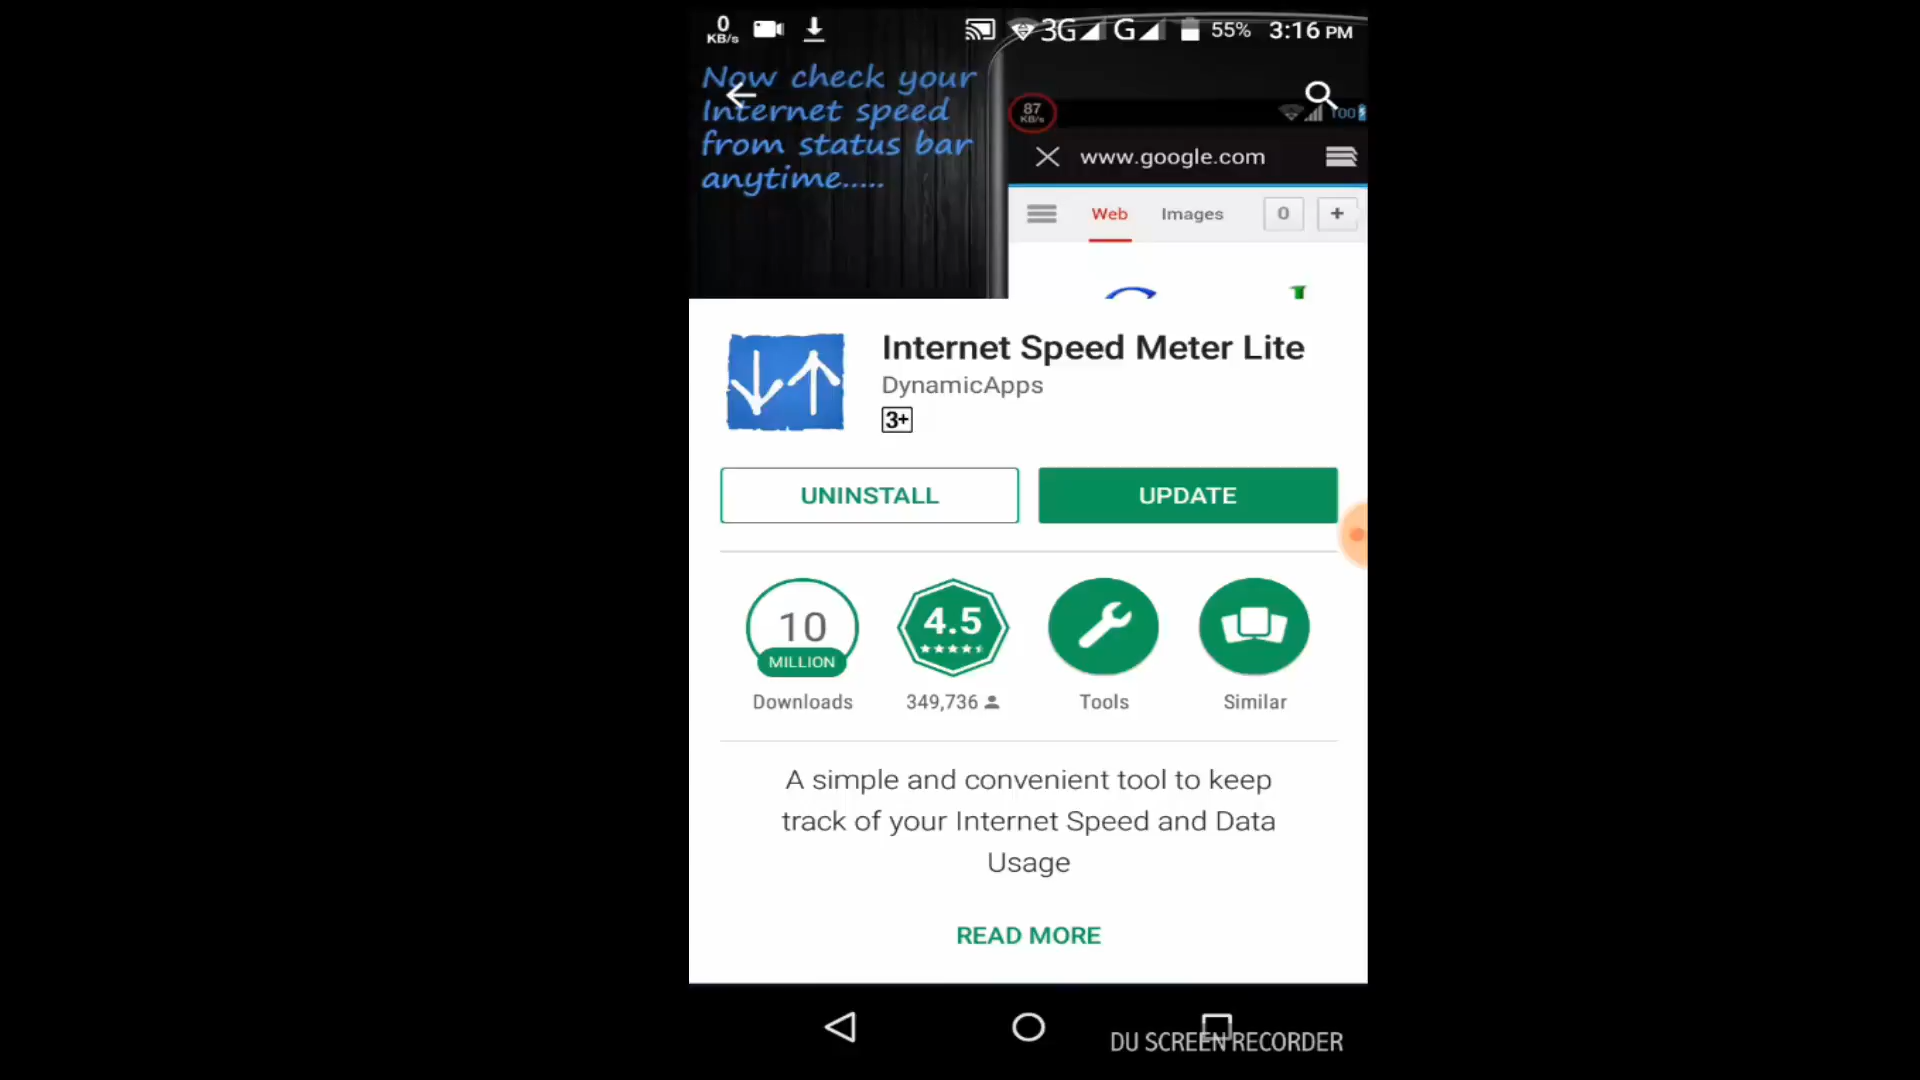 0
KB/s
3G
G
55%
3:16 PM
Now check your
Internet speed
from status bar
anytime.....
87
KB/s
100
www.google.com
Web
Images
0
+
Internet Speed Meter Lite
DynamicApps
3+
UNINSTALL
UPDATE
10
MILLION
4.5
Downloads
349,736
Tools
Similar
A simple and convenient tool to keep
track of your Internet Speed and Data
Usage
READ MORE
DU SCREEN RECORDER